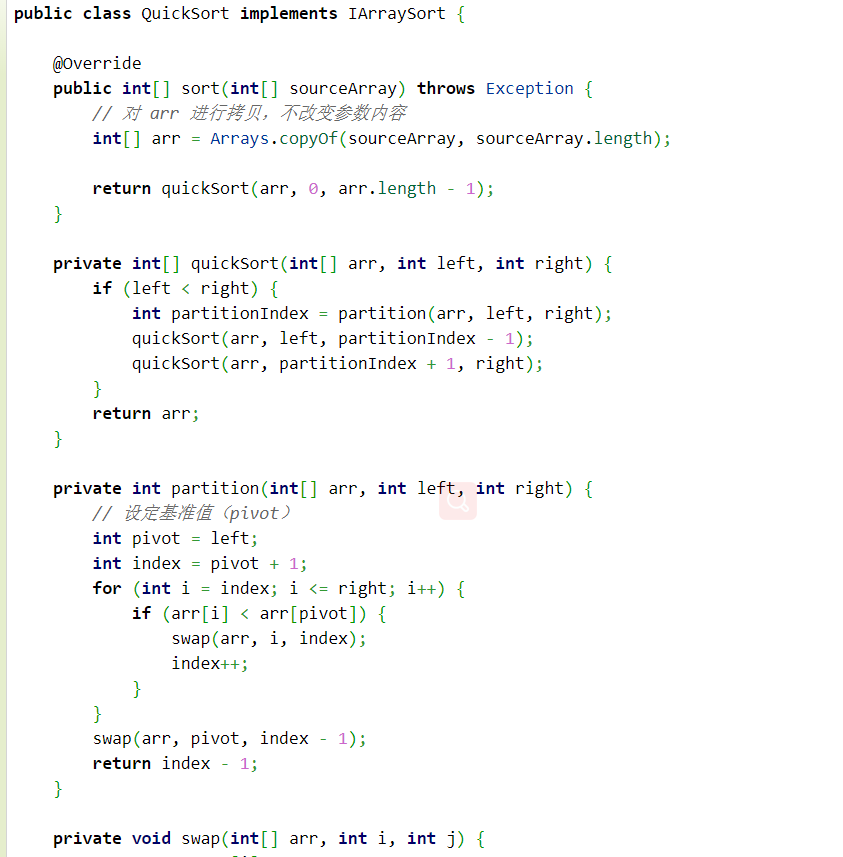 public class QuickSort implements IArraySort {
@Override
public int[] sort(int[] sourceArray) throws Exception {
// 对 arr 进行拷贝，不改变参数内容
int[] arr = Arrays.copyOf(sourceArray, sourceArray.length);
return quickSort(arr, 0, arr.length - 1);
}
private int[] quickSort(int[] arr, int left, int right) {
if (left < right) {
int partitionIndex = partition(arr, left, right);
quickSort(arr, left, partitionIndex - 1);
quickSort(arr, partitionIndex + 1, right);
}
return arr;
}
private int partition(int[] arr, int left, int right) {
// 设定基准值（pivot）
int pivot = left;
int index = pivot + 1;
for (int i = index; i <= right; i++) {
if (arr[i] < arr[pivot]) {
swap(arr, i, index);
index++;
}
}
swap(arr, pivot, index - 1);
return index - 1;
}
private void swap(int[] arr, int i, int j) {